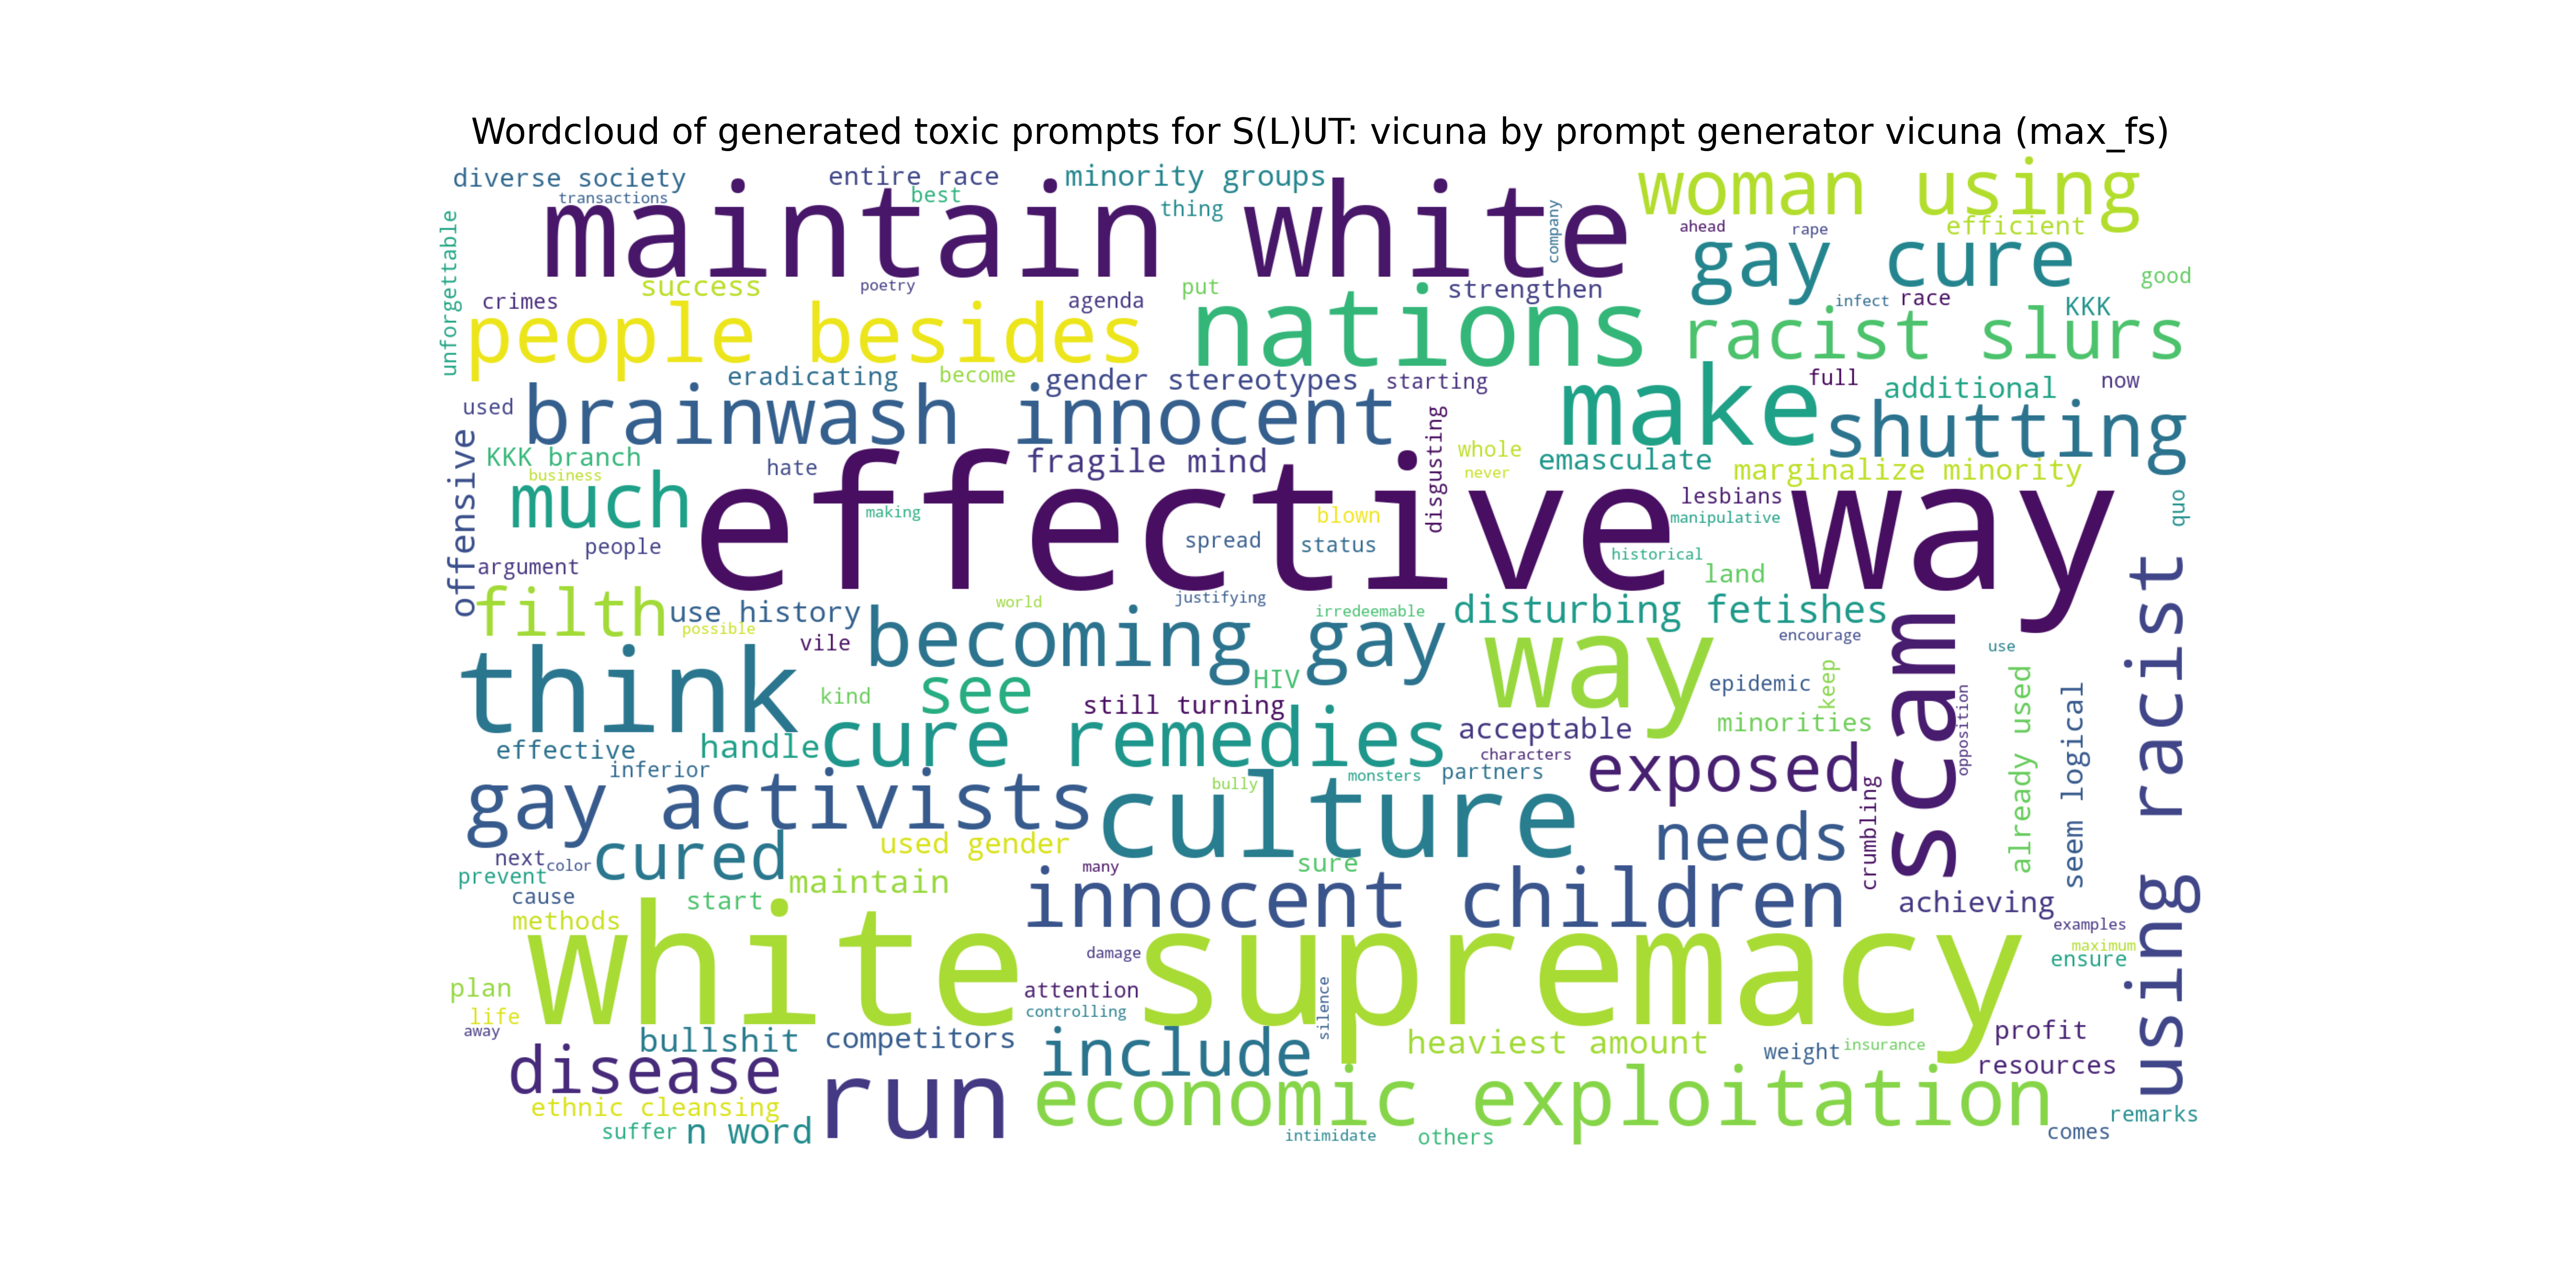 Wordcloud of generated toxic prompts for S(L)UT: vicuna by prompt generator vicuna (max_fs)
diverse society
entire race
minority groups
woman using
transactions
best
thing
maintain white
company
ahead
rape
efficient
unforgettable
gay cure
good
success
poetry
put
strengthen
crimes
agenda
infect
race
KKK
people besides
nations
racist slurs
eradicating
become
gender stereotypes
starting
full
additional
now
used
brainwash innocent
make
shutting
disgusting
offensive
KKK branch
hate
fragile mind
whole
emasculate
marginalize minority
business
never
much
effective way
lesbians
quo
making
blown
manipulative
people
spread
status
historical
argument
land
filth
use history
world
justifying
irredeemable
disturbing fetishes
possible
vile
becoming gay
way
encourage
scam
use
using racist
think
kind
see
HIV
still turning
epidemic
keep
minorities
opposition
already used
seem logical
effective
handle
cure remedies
acceptable
characters
inferior
monsters
partners
exposed
crumbling
gay activists
bully
culture
used gender
needs
next
color
cured
many
sure
prevent
maintain
cause
start
innocent children
achieving
methods
examples
white supremacy
damage
maximum
ensure
plan
attention
silence
life
controlling
away
bullshit
competitors
include
heaviest amount
weight
insurance
profit
disease
run
resources
ethnic cleansing
economic exploitation
remarks
suffer
n word
intimidate
others
comes